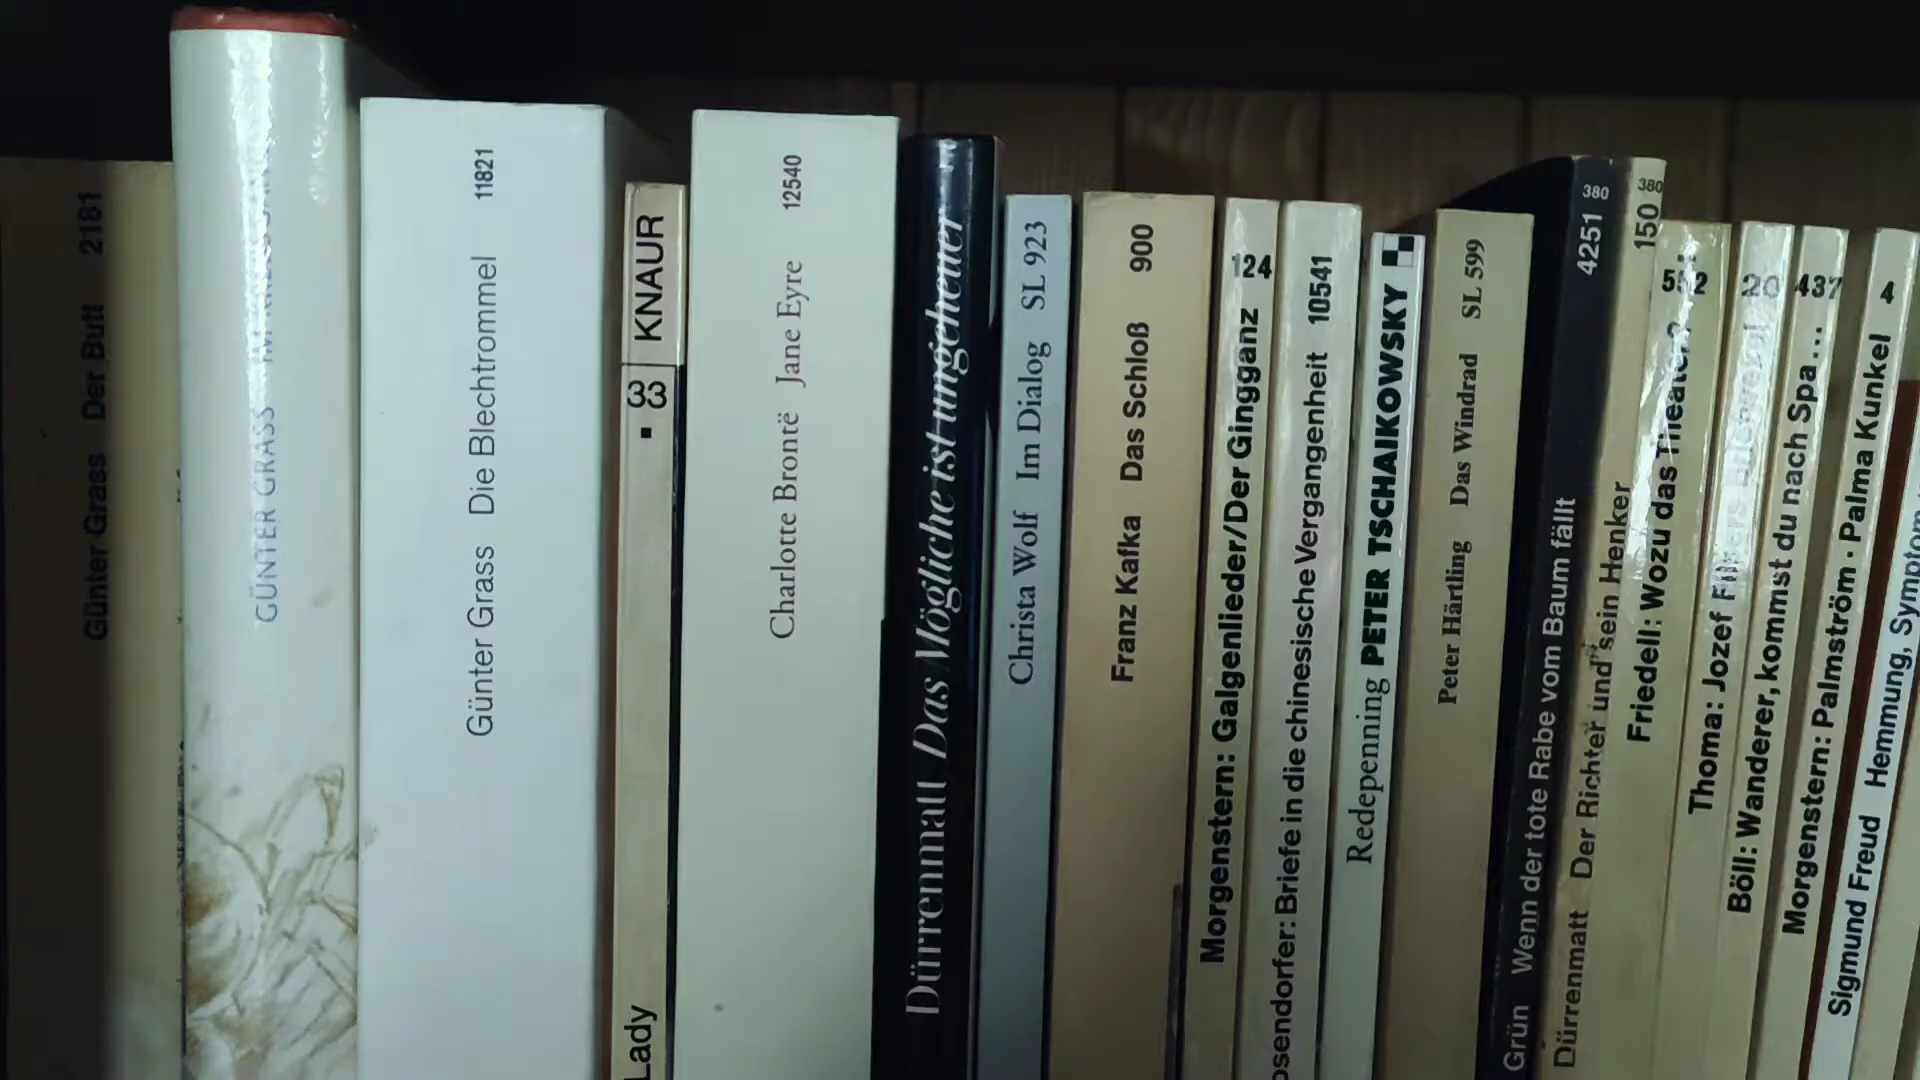 Günter Grass Der Butt 2181
GÜNTER GRASS
Günter Grass Die Blechtrommel 11821
Lady 33 KNAUR
Charlotte Brontë Jane Eyre 12540
Dürrenmatt Das Mögliche ist ungeheuer
Christa Wolf Im Dialog SL 923
Franz Kafka Das Schloß 900
Morgenstern: Galgenlieder/Der Gingganz 124
osendorfer: Briefe in die chinesische Vergangenheit 10541
Redepenning PETER TSCHAIKOWSKY
Peter Härtling Das Windrad SL 599
Grün Wenn der tote Rabe vom Baum fällt 4251 380
Dürrenmatt Der Richter und sein Henker 150 380
Friedell: Wozu das Theater?
Thoma: Jozef 20
Böll: Wanderer, kommst du nach Spa... 437
Morgenstern: Palmström · Palma Kunkel 4
Sigmund Freud Hemmung, Symptom